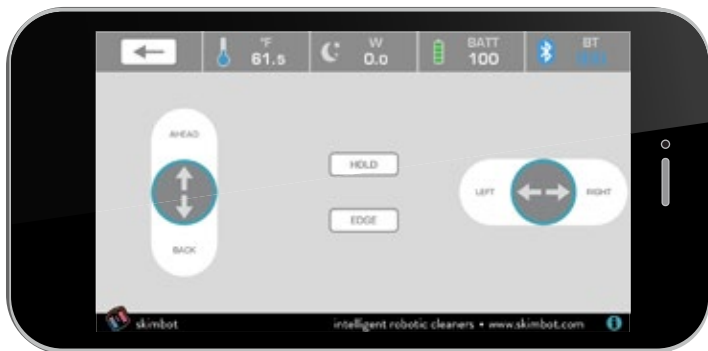 °F W BATT BT
61.5 0.0 100
AHEAD
HOLD
LEFT RIGHT
EDGE
BACK
skimbot intelligent robotic cleaners • www.skimbot.com